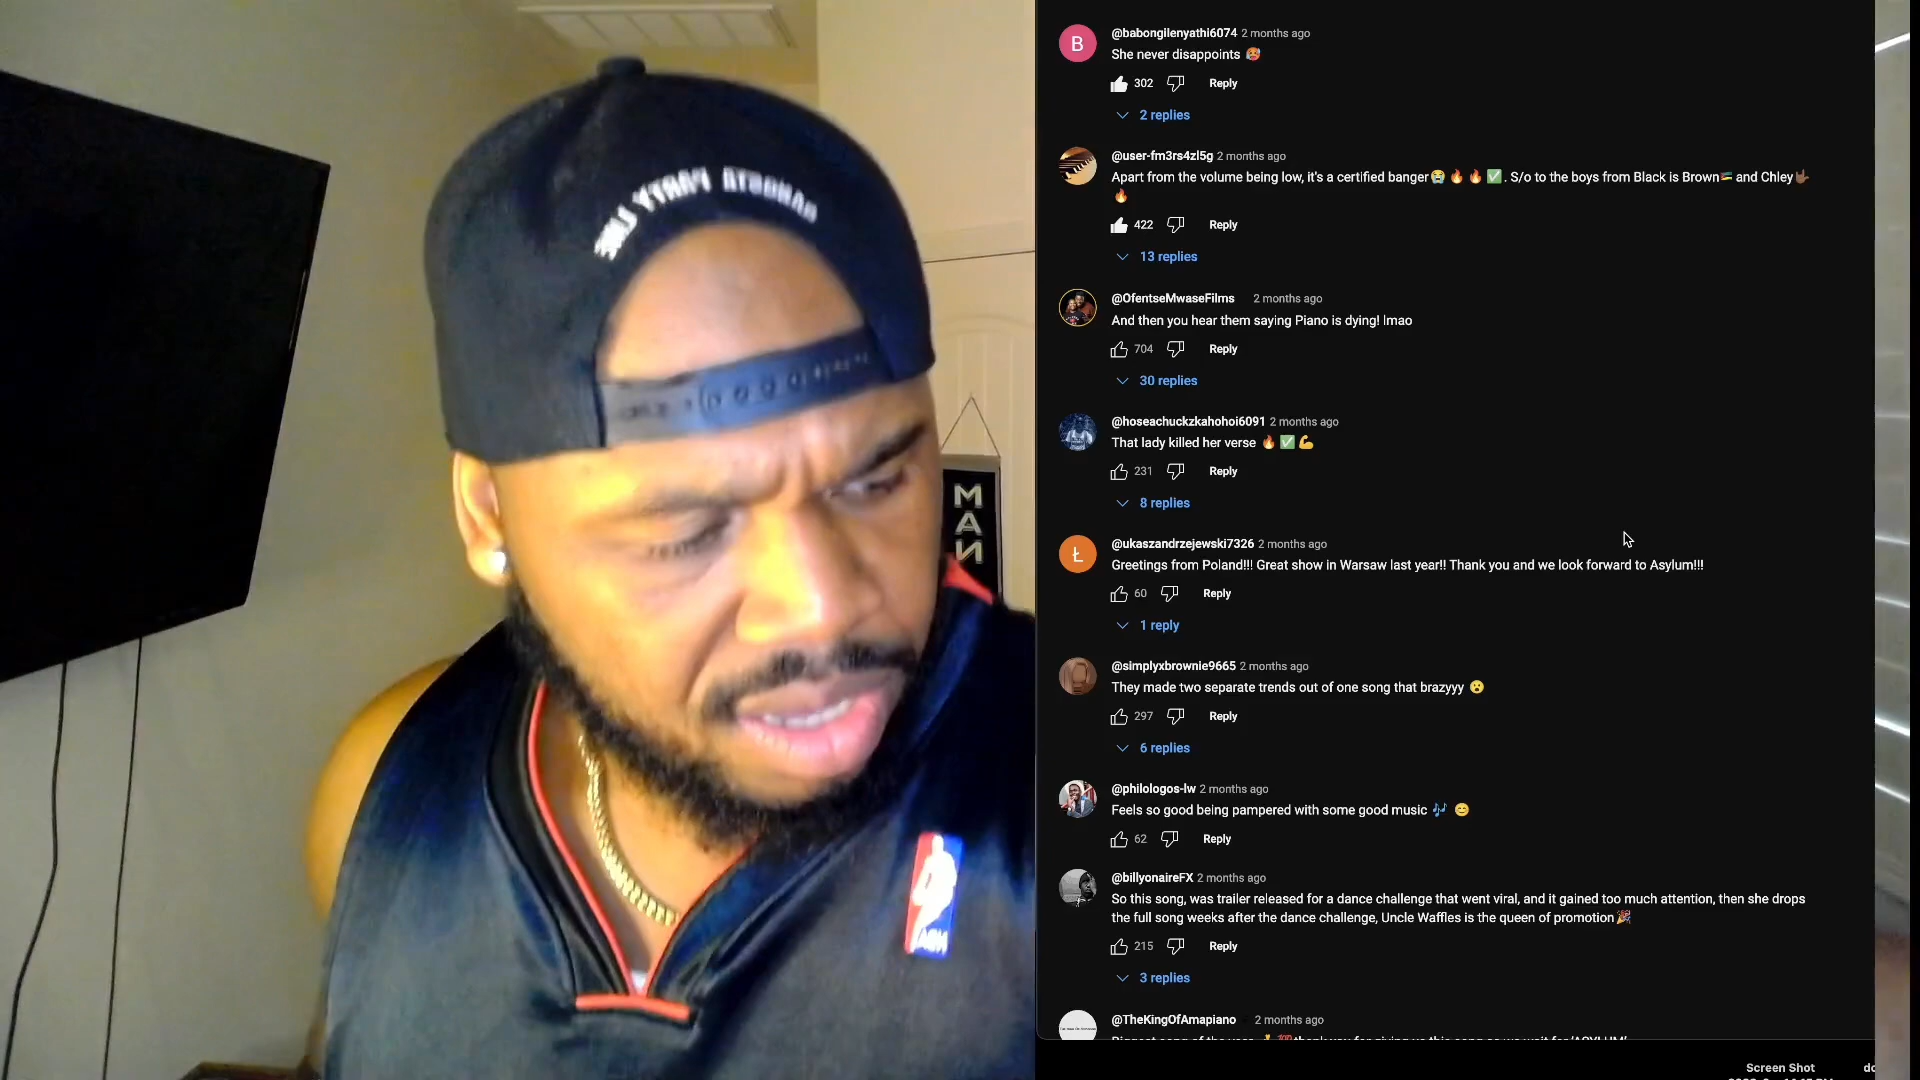 MAN
@babongilenyathi6074 2 months ago
She never disappoints 🥵
302 Reply
2 replies
@user-fm3rs4zl5g 2 months ago
Apart from the volume being low, it's a certified banger😭🔥🔥✅. S/o to the boys from Black is Brown🇲🇿 and Chley🤟🏾
🔥
422 Reply
13 replies
@OfentseMwaseFilms 2 months ago
And then you hear them saying Piano is dying! lmao
704 Reply
30 replies
@hoseachuckzkahohoi6091 2 months ago
That lady killed her verse 🔥✅💪
231 Reply
8 replies
Ł
@ukaszandrzejewski7326 2 months ago
Greetings from Poland!!! Great show in Warsaw last year!! Thank you and we look forward to Asylum!!!
60 Reply
1 reply
@simplyxbrownie9665 2 months ago
They made two separate trends out of one song that brazyyy 😮
297 Reply
6 replies
@philologos-lw 2 months ago
Feels so good being pampered with some good music 🎶 😊
62 Reply
@billyonaireFX 2 months ago
So this song, was trailer released for a dance challenge that went viral, and it gained too much attention, then she drops
the full song weeks after the dance challenge, Uncle Waffles is the queen of promotion🎉
215 Reply
3 replies
@TheKingOfAmapiano 2 months ago
Screen Shot